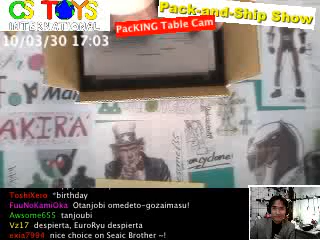 CS TOYS
INTERNATIONAL
Pack-and-Ship Show
PacKING Table Cam
10/03/30 17:03
AKIRA
ToshiXero *birthday
FuuNoKamiOka Otanjobi omedeto-gozaimasu!
Awsome655 tanjoubi
Vz17 despierta, EuroRyu despierta
exia7994 nice choice on Seaic Brother ~!